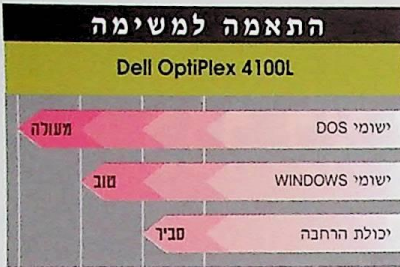 התאמה למשימה
Dell OptiPlex 4100L
ישומי DOS מעולה
ישומי WINDOWS טוב
יכולת הרחבה סביר